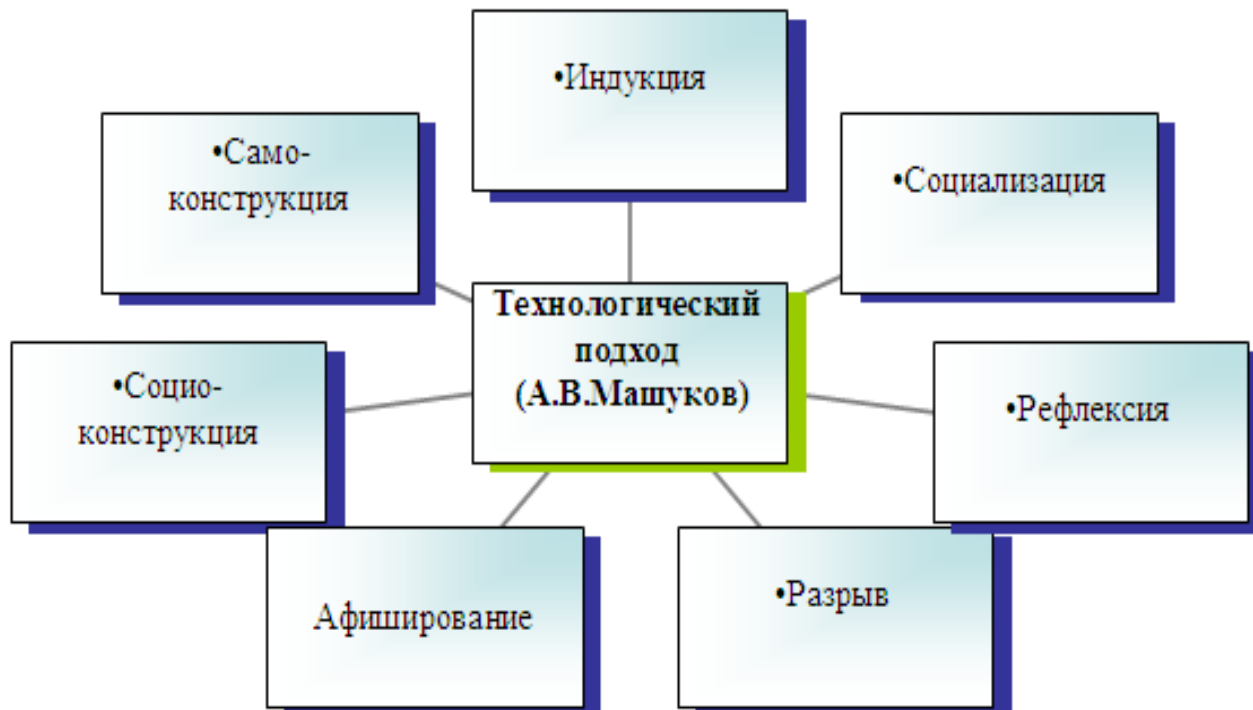 •Индукция
•Само-
конструкция
•Социализация
Технологический
подход
(А.В.Машуков)
•Социо-
конструкция
•Рефлексия
Афиширование
•Разрыв